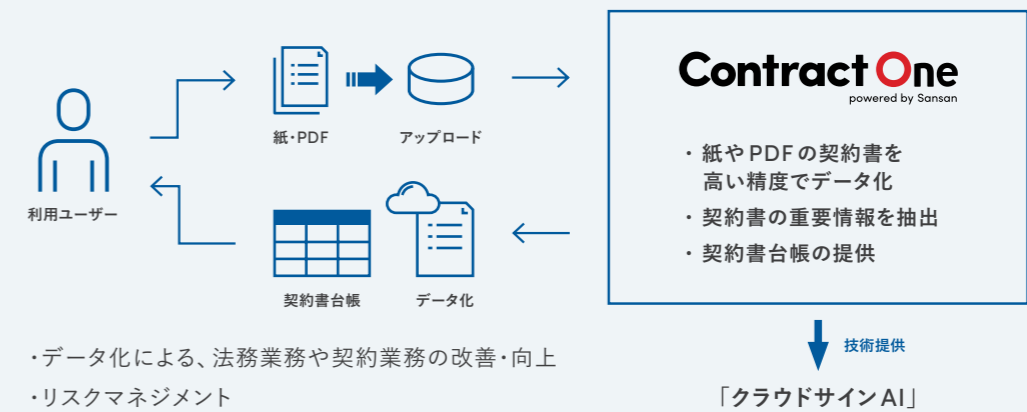 紙・PDF
アップロード
利用ユーザー
契約書台帳
データ化
Contract One
powered by Sansan
・紙やPDFの契約書を
高い精度でデータ化
・契約書の重要情報を抽出
・契約書台帳の提供
・データ化による、法務業務や契約業務の改善・向上
・リスクマネジメント
技術提供
「クラウドサインAI」